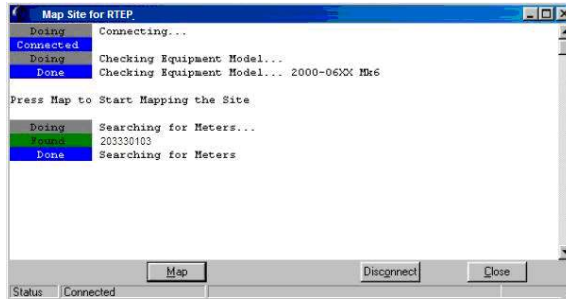 Map Site for RTEP
Doing Connecting...
Connected
Doing Checking Equipment Model...
Done Checking Equipment Model... 2000-06XX Mk6
Press Map to Start Mapping the Site
Doing Searching for Meters...
Found 203330103
Done Searching for Meters
Map Disconnect Close
Status Connected